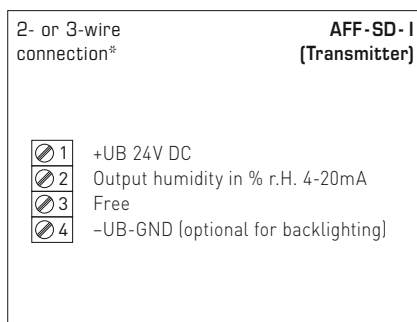 2- or 3-wire
connection*
AFF-SD-I
(Transmitter)
1 +UB 24V DC
2 Output humidity in % r.H. 4-20mA
3 Free
4 –UB-GND (optional for backlighting)